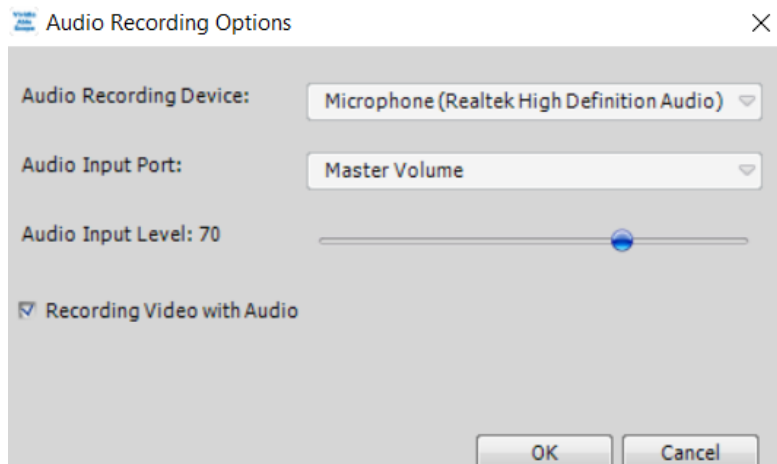 Audio Recording Options
Audio Recording Device: Microphone (Realtek High Definition Audio)
Audio Input Port: Master Volume
Audio Input Level: 70
Recording Video with Audio
OK Cancel